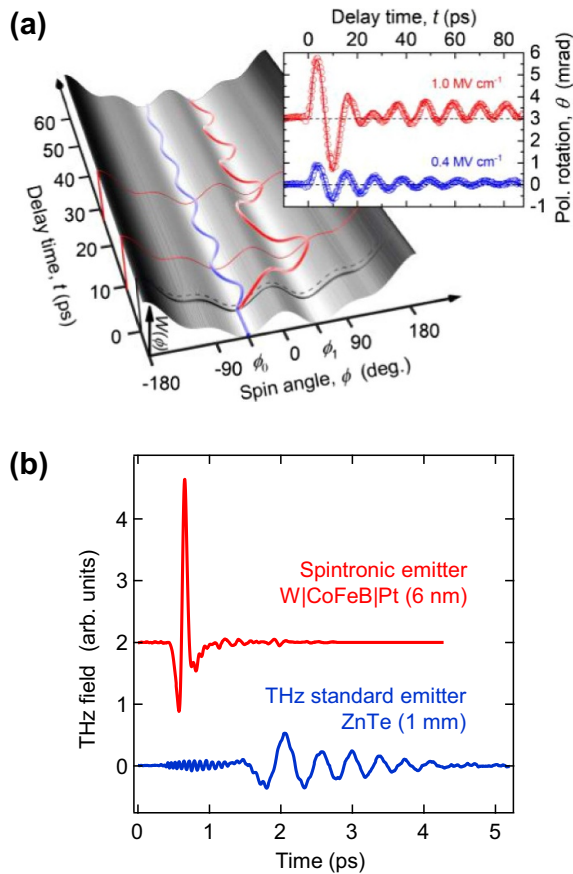 (a)
Delay time, t (ps)
0 20 40 60 80
6
5
4
3
2
1
0
-1
Pol. rotation, θ (mrad)
1.0 MV cm⁻¹
0.4 MV cm⁻¹
60
50
40
30
20
10
0
Delay time, t (ps)
W(ϕ)
-180
-90
ϕ₀
0
ϕ₁
90
180
Spin angle, ϕ (deg.)
(b)
4
3
2
1
0
THz field (arb. units)
Spintronic emitter
W|CoFeB|Pt (6 nm)
THz standard emitter
ZnTe (1 mm)
0 1 2 3 4 5
Time (ps)